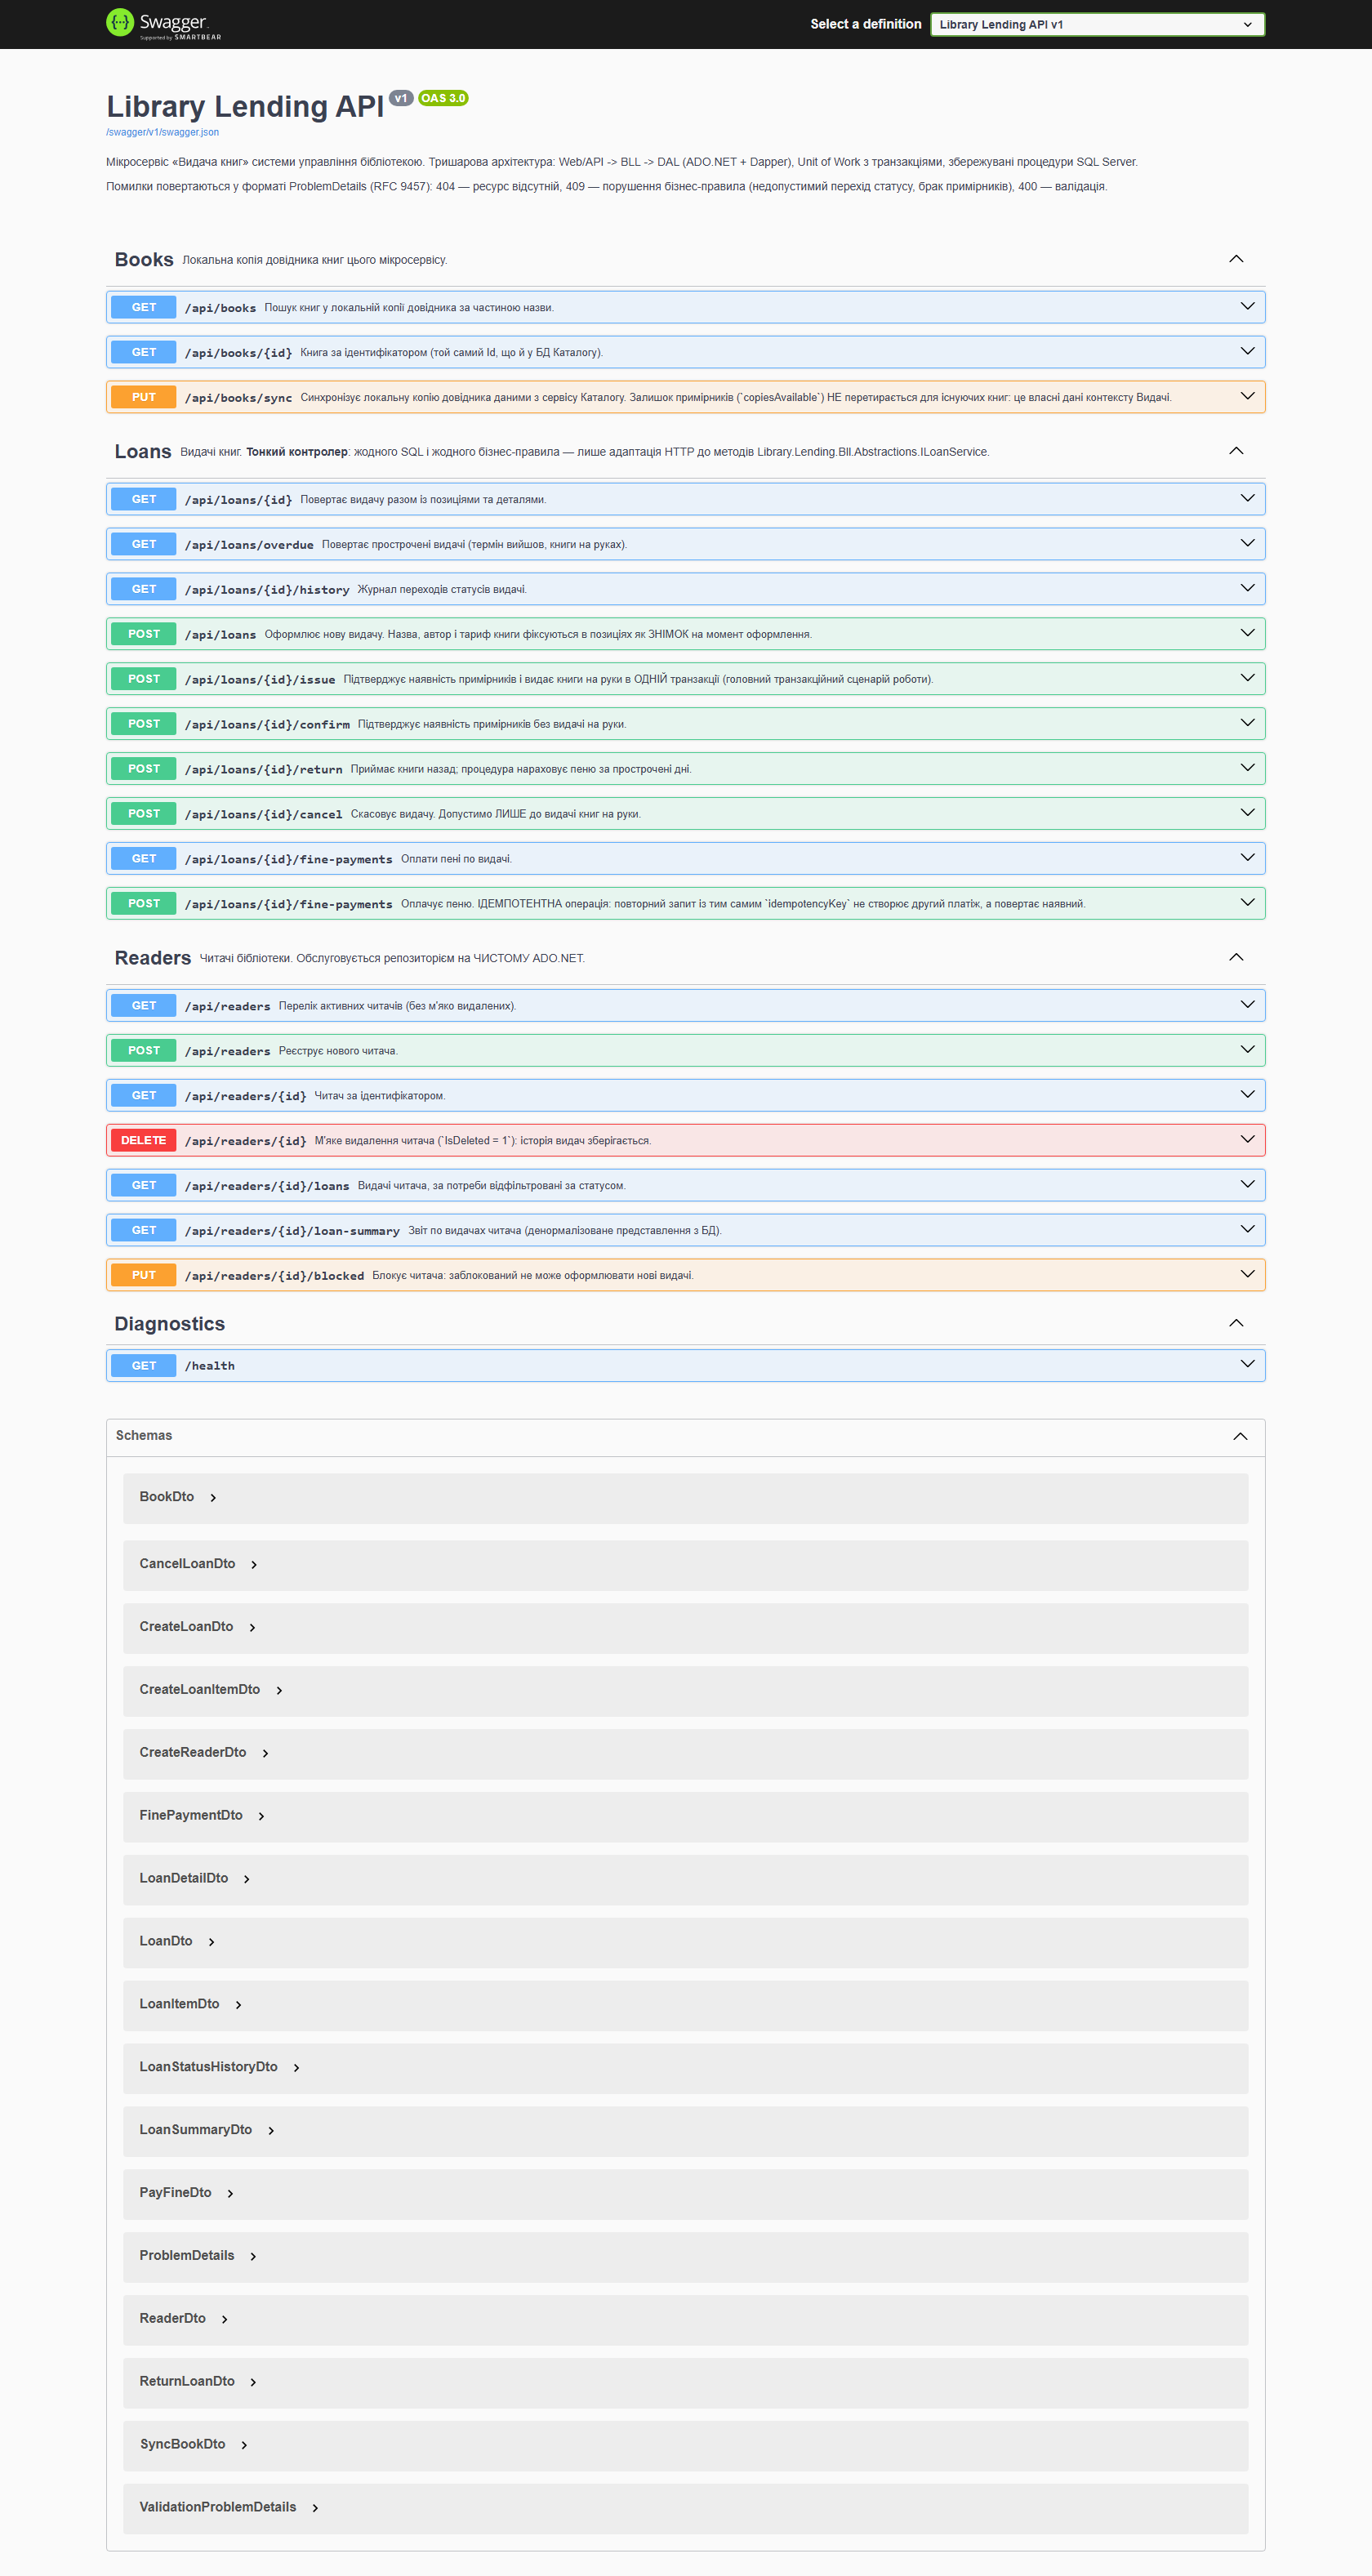 Swagger.
Supported by SMARTBEAR
Select a definition
Library Lending API v1
Library Lending API v1 OAS 3.0
/swagger/v1/swagger.json
Мікросервіс «Видача книг» системи управління бібліотекою. Тришарова архітектура: Web/API -> BLL -> DAL (ADO.NET + Dapper), Unit of Work з транзакціями, збережувані процедури SQL Server.
Помилки повертаються у форматі ProblemDetails (RFC 9457): 404 — ресурс відсутній, 409 — порушення бізнес-правила (недопустимий перехід статусу, брак примірників), 400 — валідація.
Books Локальна копія довідника книг цього мікросервісу.
GET /api/books Пошук книг у локальній копії довідника за частиною назви.
GET /api/books/{id} Книга за ідентифікатором (той самий Id, що й у БД Каталогу).
PUT /api/books/sync Синхронізує локальну копію довідника даними з сервісу Каталогу. Залишок примірників (`copiesAvailable`) НЕ перетирається для існуючих книг: це власні дані контексту Видачі.
Loans Видачі книг. Тонкий контролер: жодного SQL і жодного бізнес-правила — лише адаптація HTTP до методів Library.Lending.Bll.Abstractions.ILoanService.
GET /api/loans/{id} Повертає видачу разом із позиціями та деталями.
GET /api/loans/overdue Повертає прострочені видачі (термін вийшов, книги на руках).
GET /api/loans/{id}/history Журнал переходів статусів видачі.
POST /api/loans Оформлює нову видачу. Назва, автор і тариф книги фіксуються в позиціях як ЗНІМОК на момент оформлення.
POST /api/loans/{id}/issue Підтверджує наявність примірників і видає книги на руки в ОДНІЙ транзакції (головний транзакційний сценарій роботи).
POST /api/loans/{id}/confirm Підтверджує наявність примірників без видачі на руки.
POST /api/loans/{id}/return Приймає книги назад; процедура нараховує пеню за прострочені дні.
POST /api/loans/{id}/cancel Скасовує видачу. Допустимо ЛИШЕ до видачі книг на руки.
GET /api/loans/{id}/fine-payments Оплати пені по видачі.
POST /api/loans/{id}/fine-payments Оплачує пеню. ІДЕМПОТЕНТНА операція: повторний запит із тим самим `idempotencyKey` не створює другий платіж, а повертає наявний.
Readers Читачі бібліотеки. Обслуговується репозиторієм на ЧИСТОМУ ADO.NET.
GET /api/readers Перелік активних читачів (без м'яко видалених).
POST /api/readers Реєструє нового читача.
GET /api/readers/{id} Читач за ідентифікатором.
DELETE /api/readers/{id} М'яке видалення читача (`IsDeleted = 1`): історія видач зберігається.
GET /api/readers/{id}/loans Видачі читача, за потреби відфільтровані за статусом.
GET /api/readers/{id}/loan-summary Звіт по видачах читача (денормалізоване представлення з БД).
PUT /api/readers/{id}/blocked Блокує читача: заблокований не може оформлювати нові видачі.
Diagnostics
GET /health
Schemas
BookDto
CancelLoanDto
CreateLoanDto
CreateLoanItemDto
CreateReaderDto
FinePaymentDto
LoanDetailDto
LoanDto
LoanItemDto
LoanStatusHistoryDto
LoanSummaryDto
PayFineDto
ProblemDetails
ReaderDto
ReturnLoanDto
SyncBookDto
ValidationProblemDetails